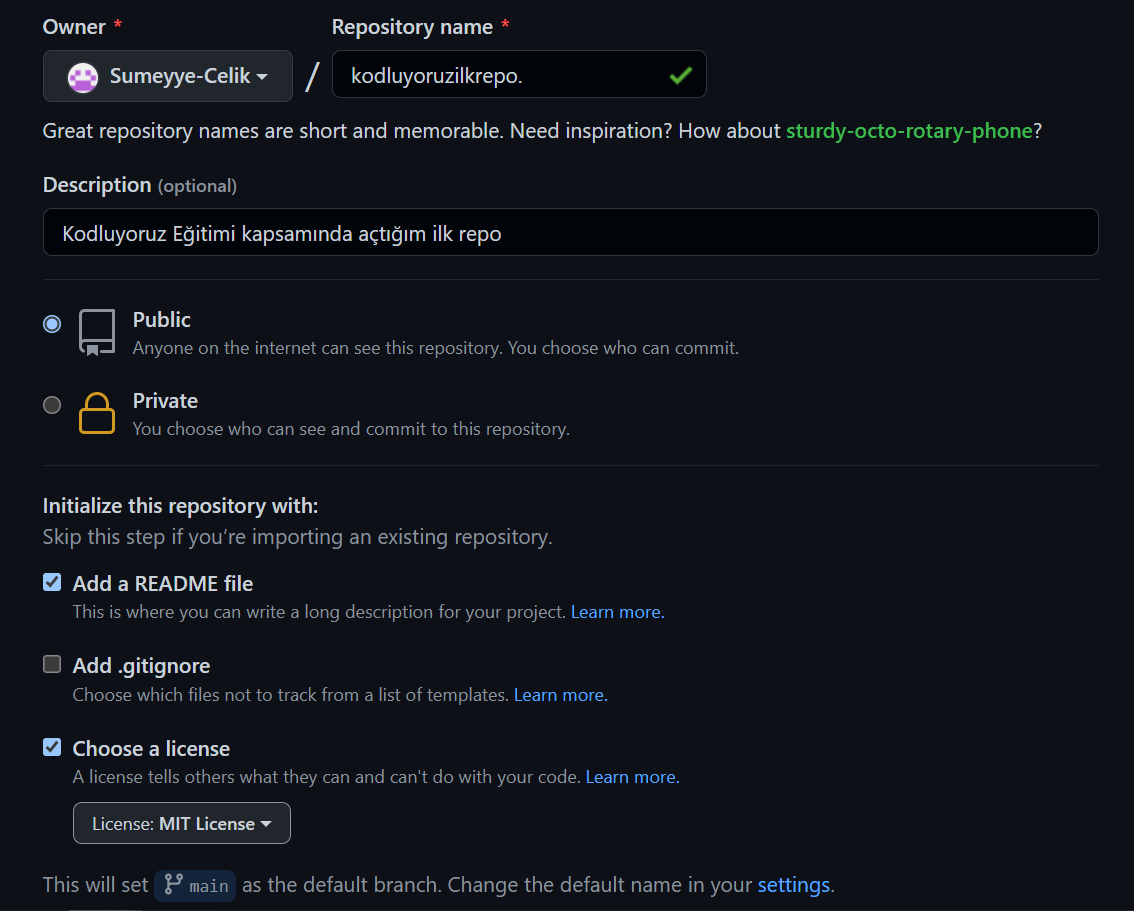 Owner * Repository name *
Sumeyye-Celik / kodluyoruzilkrepo.
Great repository names are short and memorable. Need inspiration? How about sturdy-octo-rotary-phone?
Description (optional)
Kodluyoruz Eğitimi kapsamında açtığım ilk repo
Public
Anyone on the internet can see this repository. You choose who can commit.
Private
You choose who can see and commit to this repository.
Initialize this repository with:
Skip this step if you’re importing an existing repository.
Add a README file
This is where you can write a long description for your project. Learn more.
Add .gitignore
Choose which files not to track from a list of templates. Learn more.
Choose a license
A license tells others what they can and can't do with your code. Learn more.
License: MIT License
This will set main as the default branch. Change the default name in your settings.